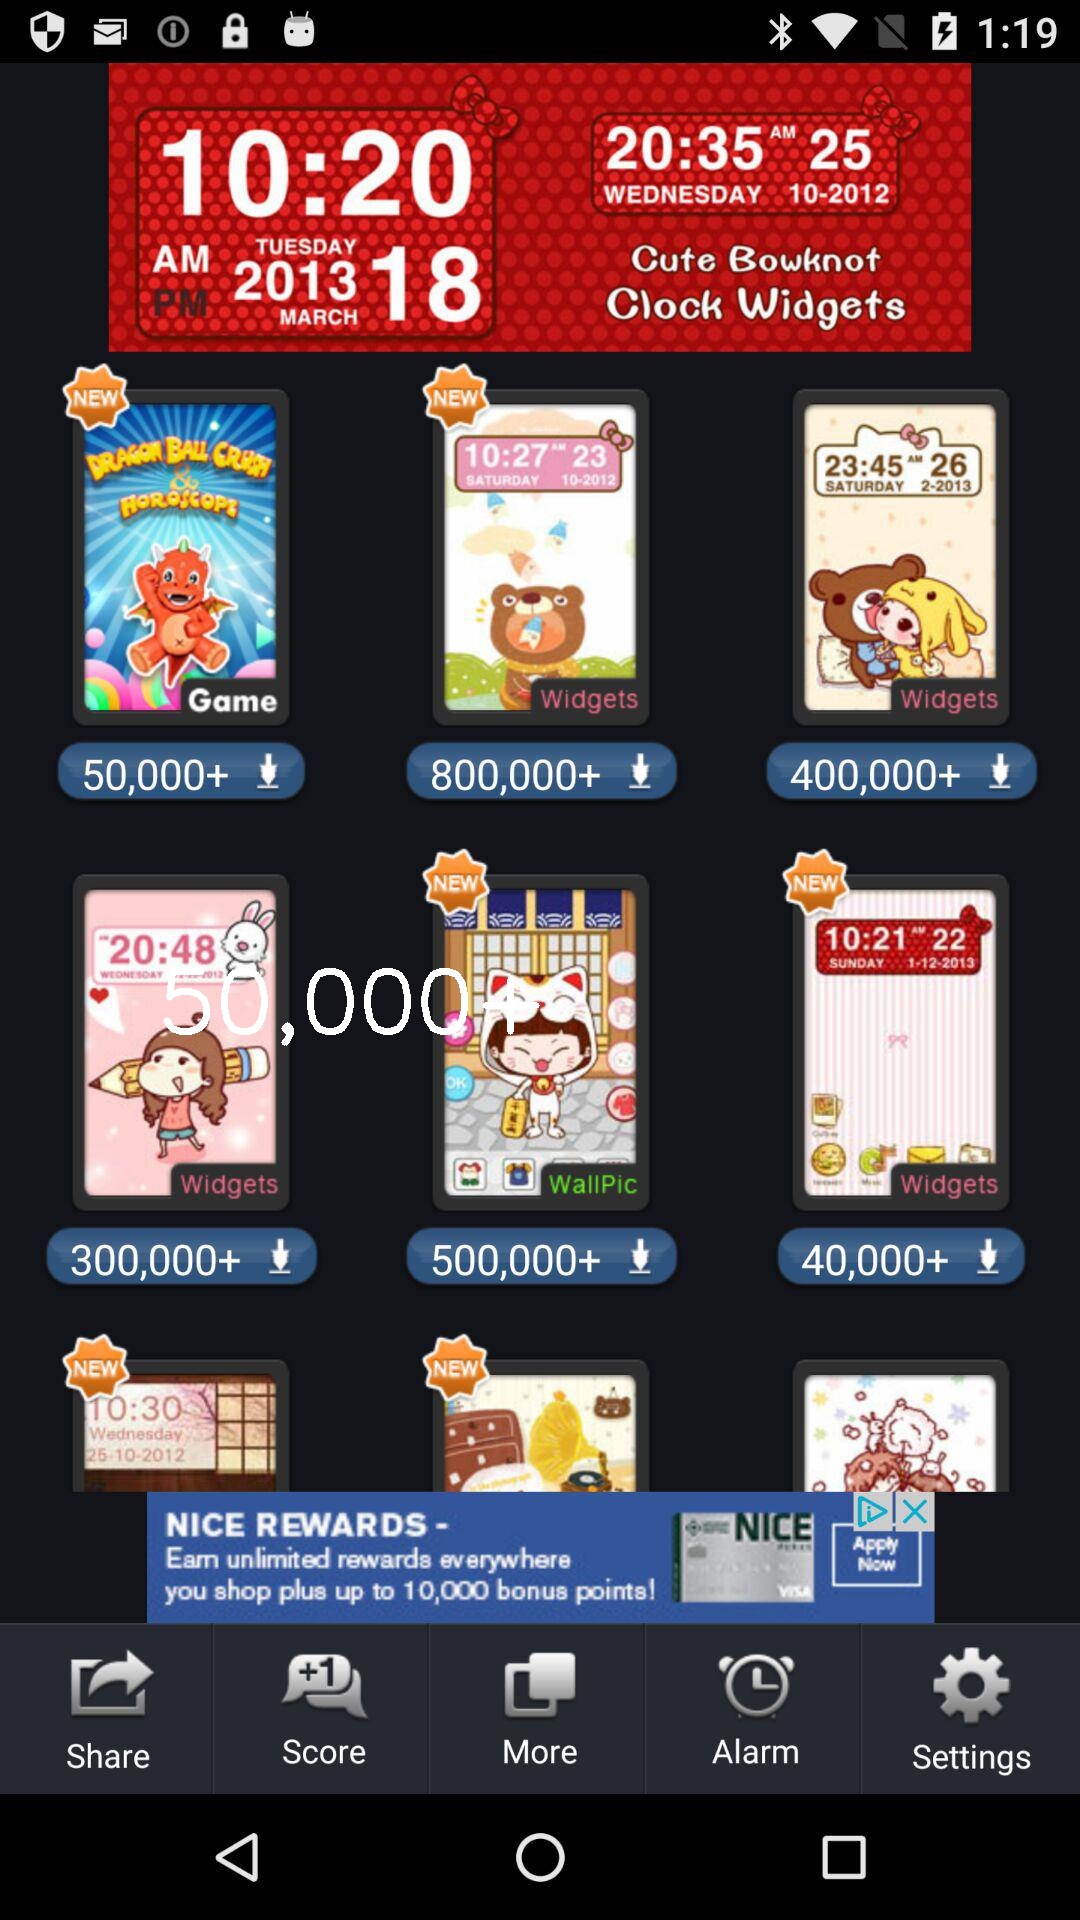 1:19
10:20
AM
PM
TUESDAY
2013
MARCH
18
20:35 AM 25
WEDNESDAY 10-2012
Cute Bowknot
Clock Widgets
NEW
DRAGON BALL CRUSH
&
HOROSCOPE
Game
NEW
10:27 AM 23
SATURDAY 10-2012
Widgets
23:45 AM 26
SATURDAY 2-2013
Widgets
50,000+
800,000+
400,000+
20:48
WEDNESDAY
Widgets
50,000+
NEW
OK
WallPic
NEW
10:21 AM 22
SUNDAY 1-12-2013
Widgets
300,000+
500,000+
40,000+
NEW
10:30
Wednesday
25-10-2012
NEW
NICE REWARDS -
Earn unlimited rewards everywhere
you shop plus up to 10,000 bonus points!
NICE
VISA
Apply
Now
Share
+1
Score
More
Alarm
Settings